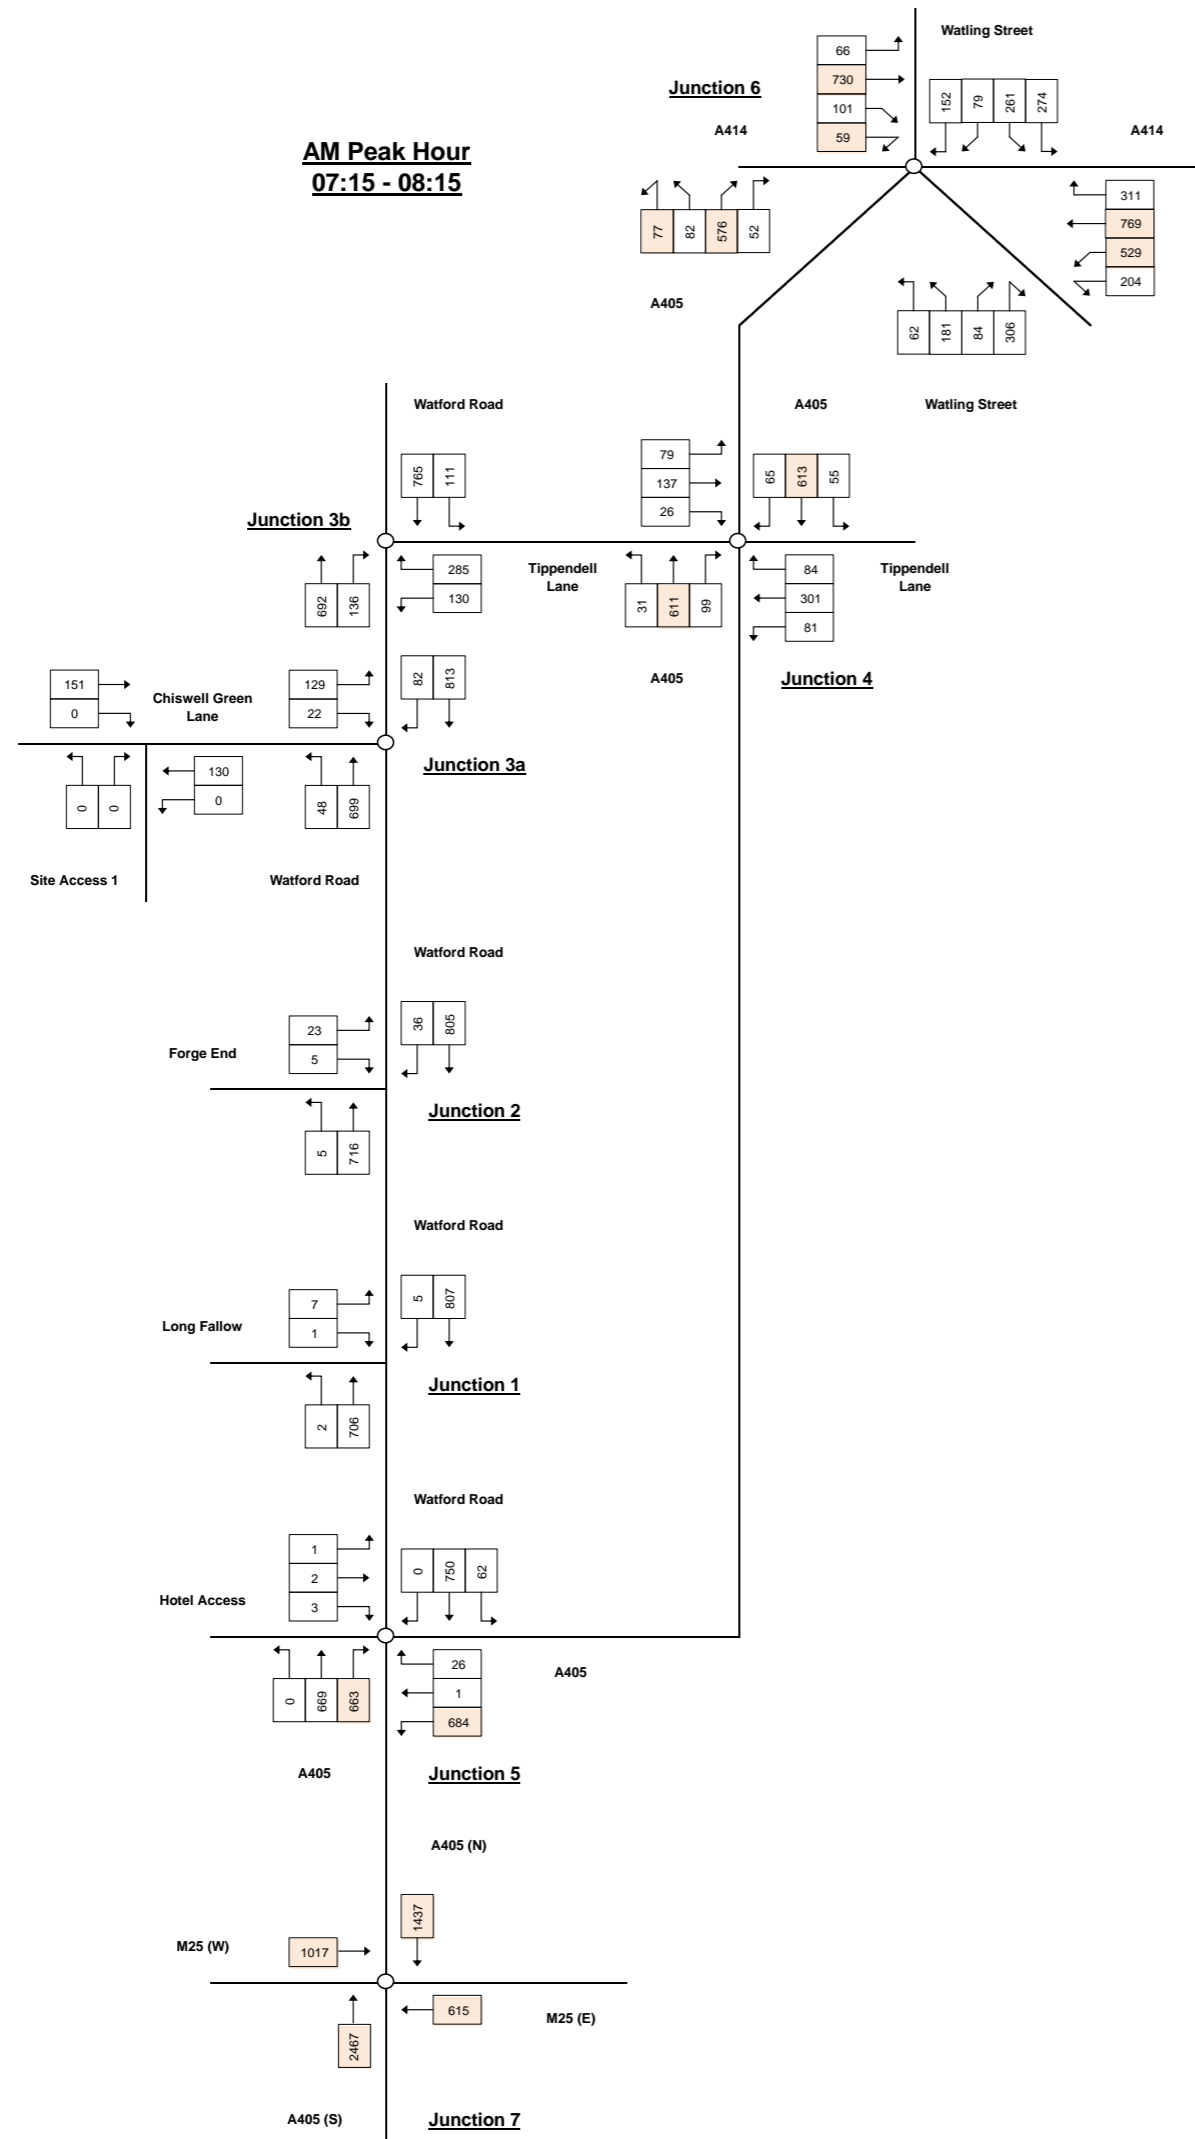 Watling Street
66
730
101
59
Junction 6
A414
152
79
261
274
A414
AM Peak Hour
07:15 - 08:15
77
82
576
52
311
769
529
204
A405
62
181
84
306
Watford Road
A405
Watling Street
765
111
79
137
26
65
613
55
Junction 3b
692
136
285
130
Tippendell
Lane
31
611
99
84
301
81
Tippendell
Lane
151
0
Chiswell Green
Lane
129
22
82
813
A405
Junction 4
Junction 3a
0
0
130
0
48
699
Site Access 1
Watford Road
Watford Road
23
5
36
805
Forge End
Junction 2
5
716
Watford Road
7
1
5
807
Long Fallow
Junction 1
2
706
Watford Road
1
2
3
0
750
62
Hotel Access
0
669
663
26
1
684
A405
A405
Junction 5
A405 (N)
1437
M25 (W)
1017
615
M25 (E)
2467
A405 (S)
Junction 7